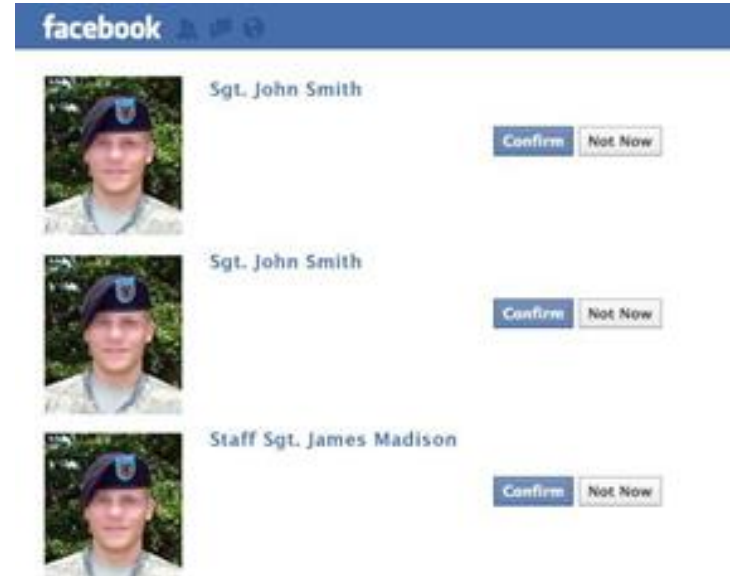 facebook
Sgt. John Smith
Confirm Not Now
Sgt. John Smith
Confirm Not Now
Staff Sgt. James Madison
Confirm Not Now